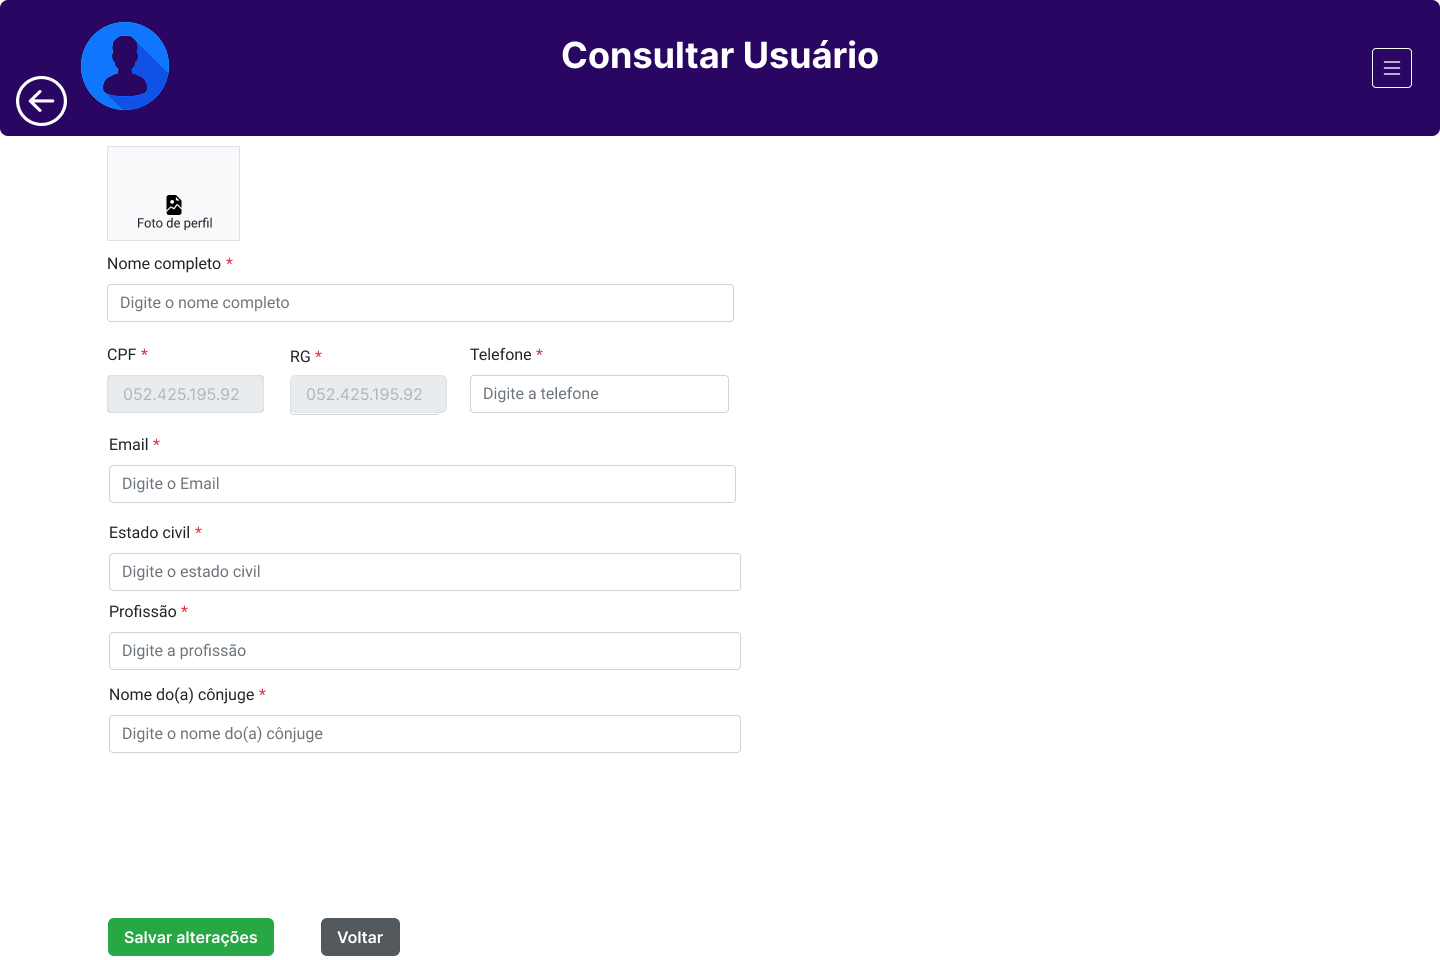 Consultar Usuário
Foto de perfil
Nome completo *
Digite o nome completo
CPF * RG * Telefone *
052.425.195.92 052.425.195.92 Digite a telefone
Email *
Digite o Email
Estado civil *
Digite o estado civil
Profissão *
Digite a profissão
Nome do(a) cônjuge *
Digite o nome do(a) cônjuge
Salvar alterações Voltar